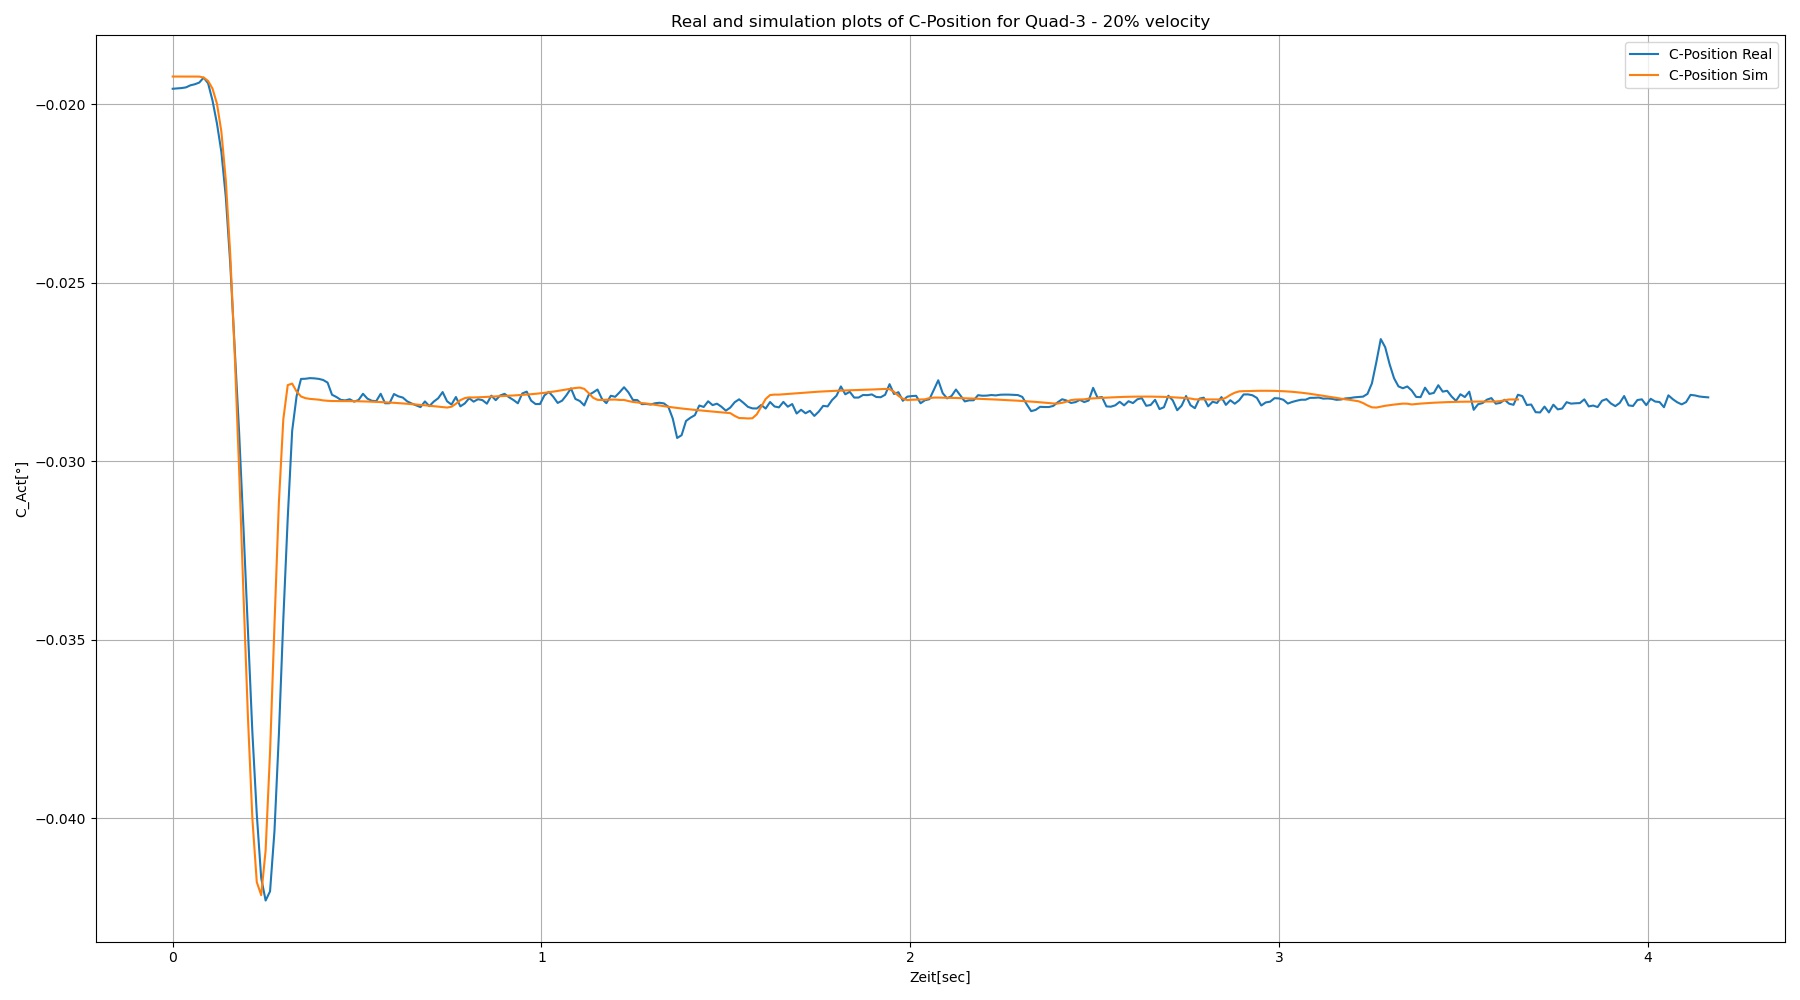 Real and simulation plots of C-Position for Quad-3 - 20% velocity
C-Position Real
C-Position Sim
−0.020
−0.025
−0.030
−0.035
−0.040
C_Act[°]
0
1
2
3
4
Zeit[sec]